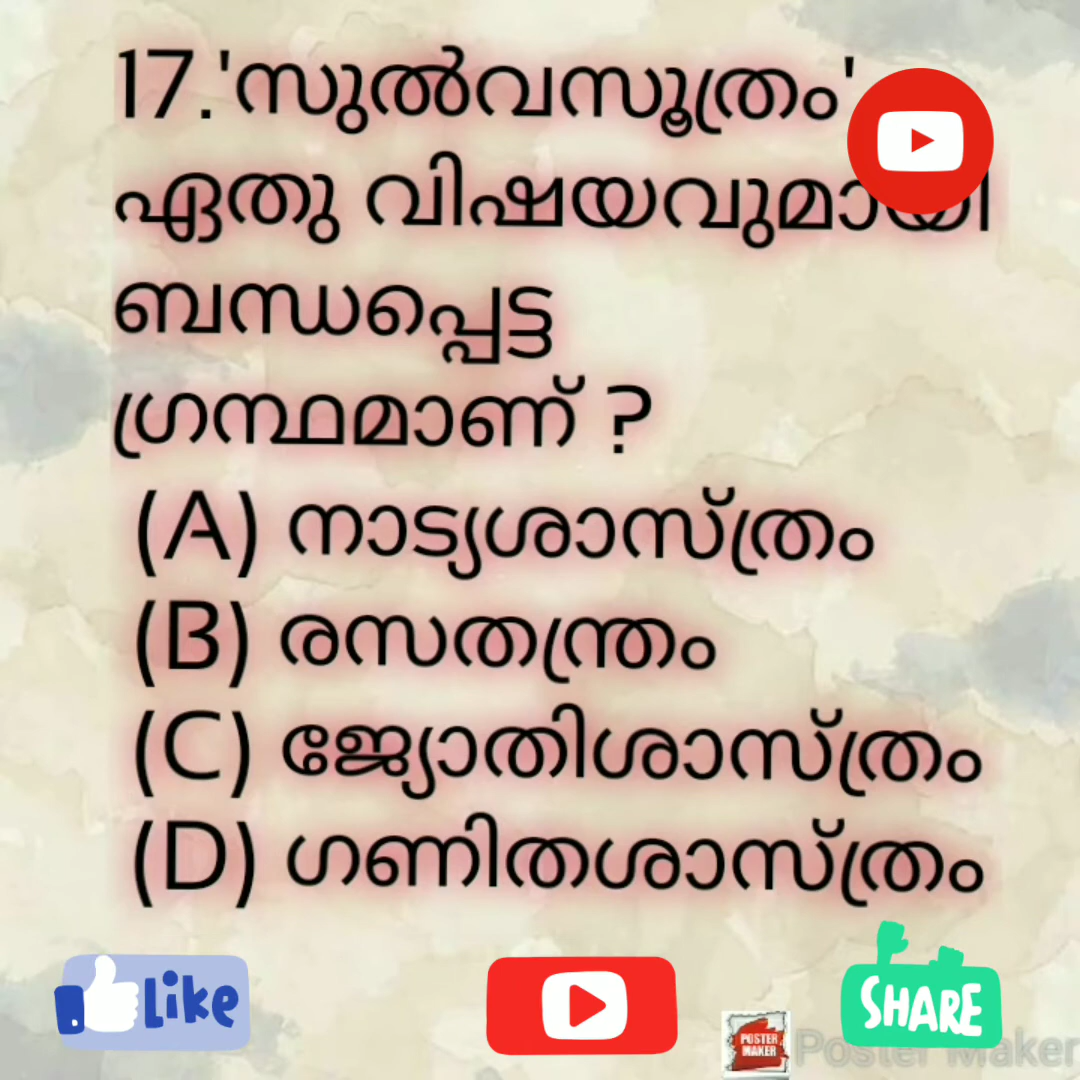 17.'സുൽവസൂത്രം'
ഏതു വിഷയവുമായി
ബന്ധപ്പെട്ട
ഗ്രന്ഥമാണ് ?
(A) നാട്യശാസ്ത്രം
(B) രസതന്ത്രം
(C) ജ്യോതിശാസ്ത്രം
(D) ഗണിതശാസ്ത്രം
Like
SHARE
POSTER
MAKER
Poster Maker